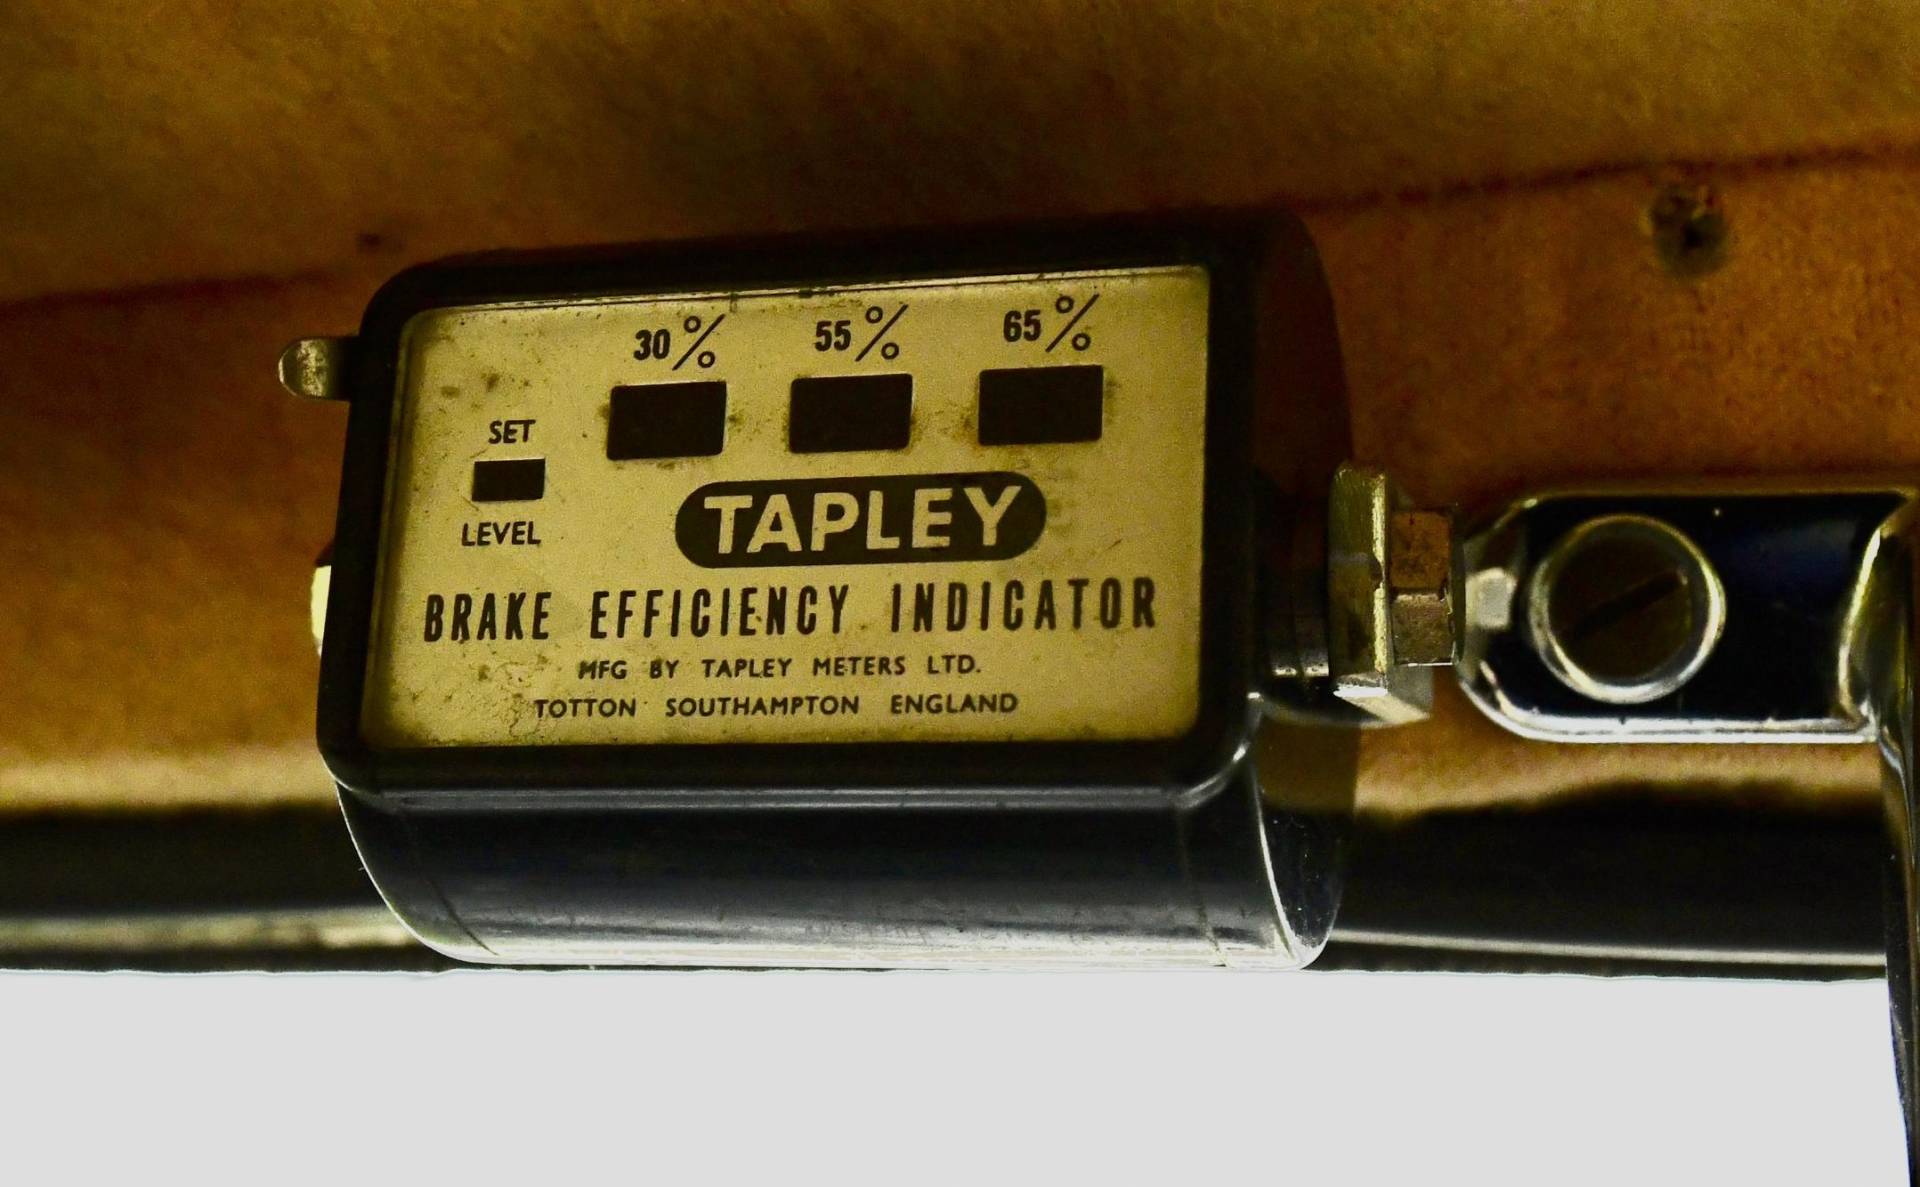 30% 55% 65%
SET
LEVEL
TAPLEY
BRAKE EFFICIENCY INDICATOR
MFG BY TAPLEY METERS LTD.
TOTTON SOUTHAMPTON ENGLAND